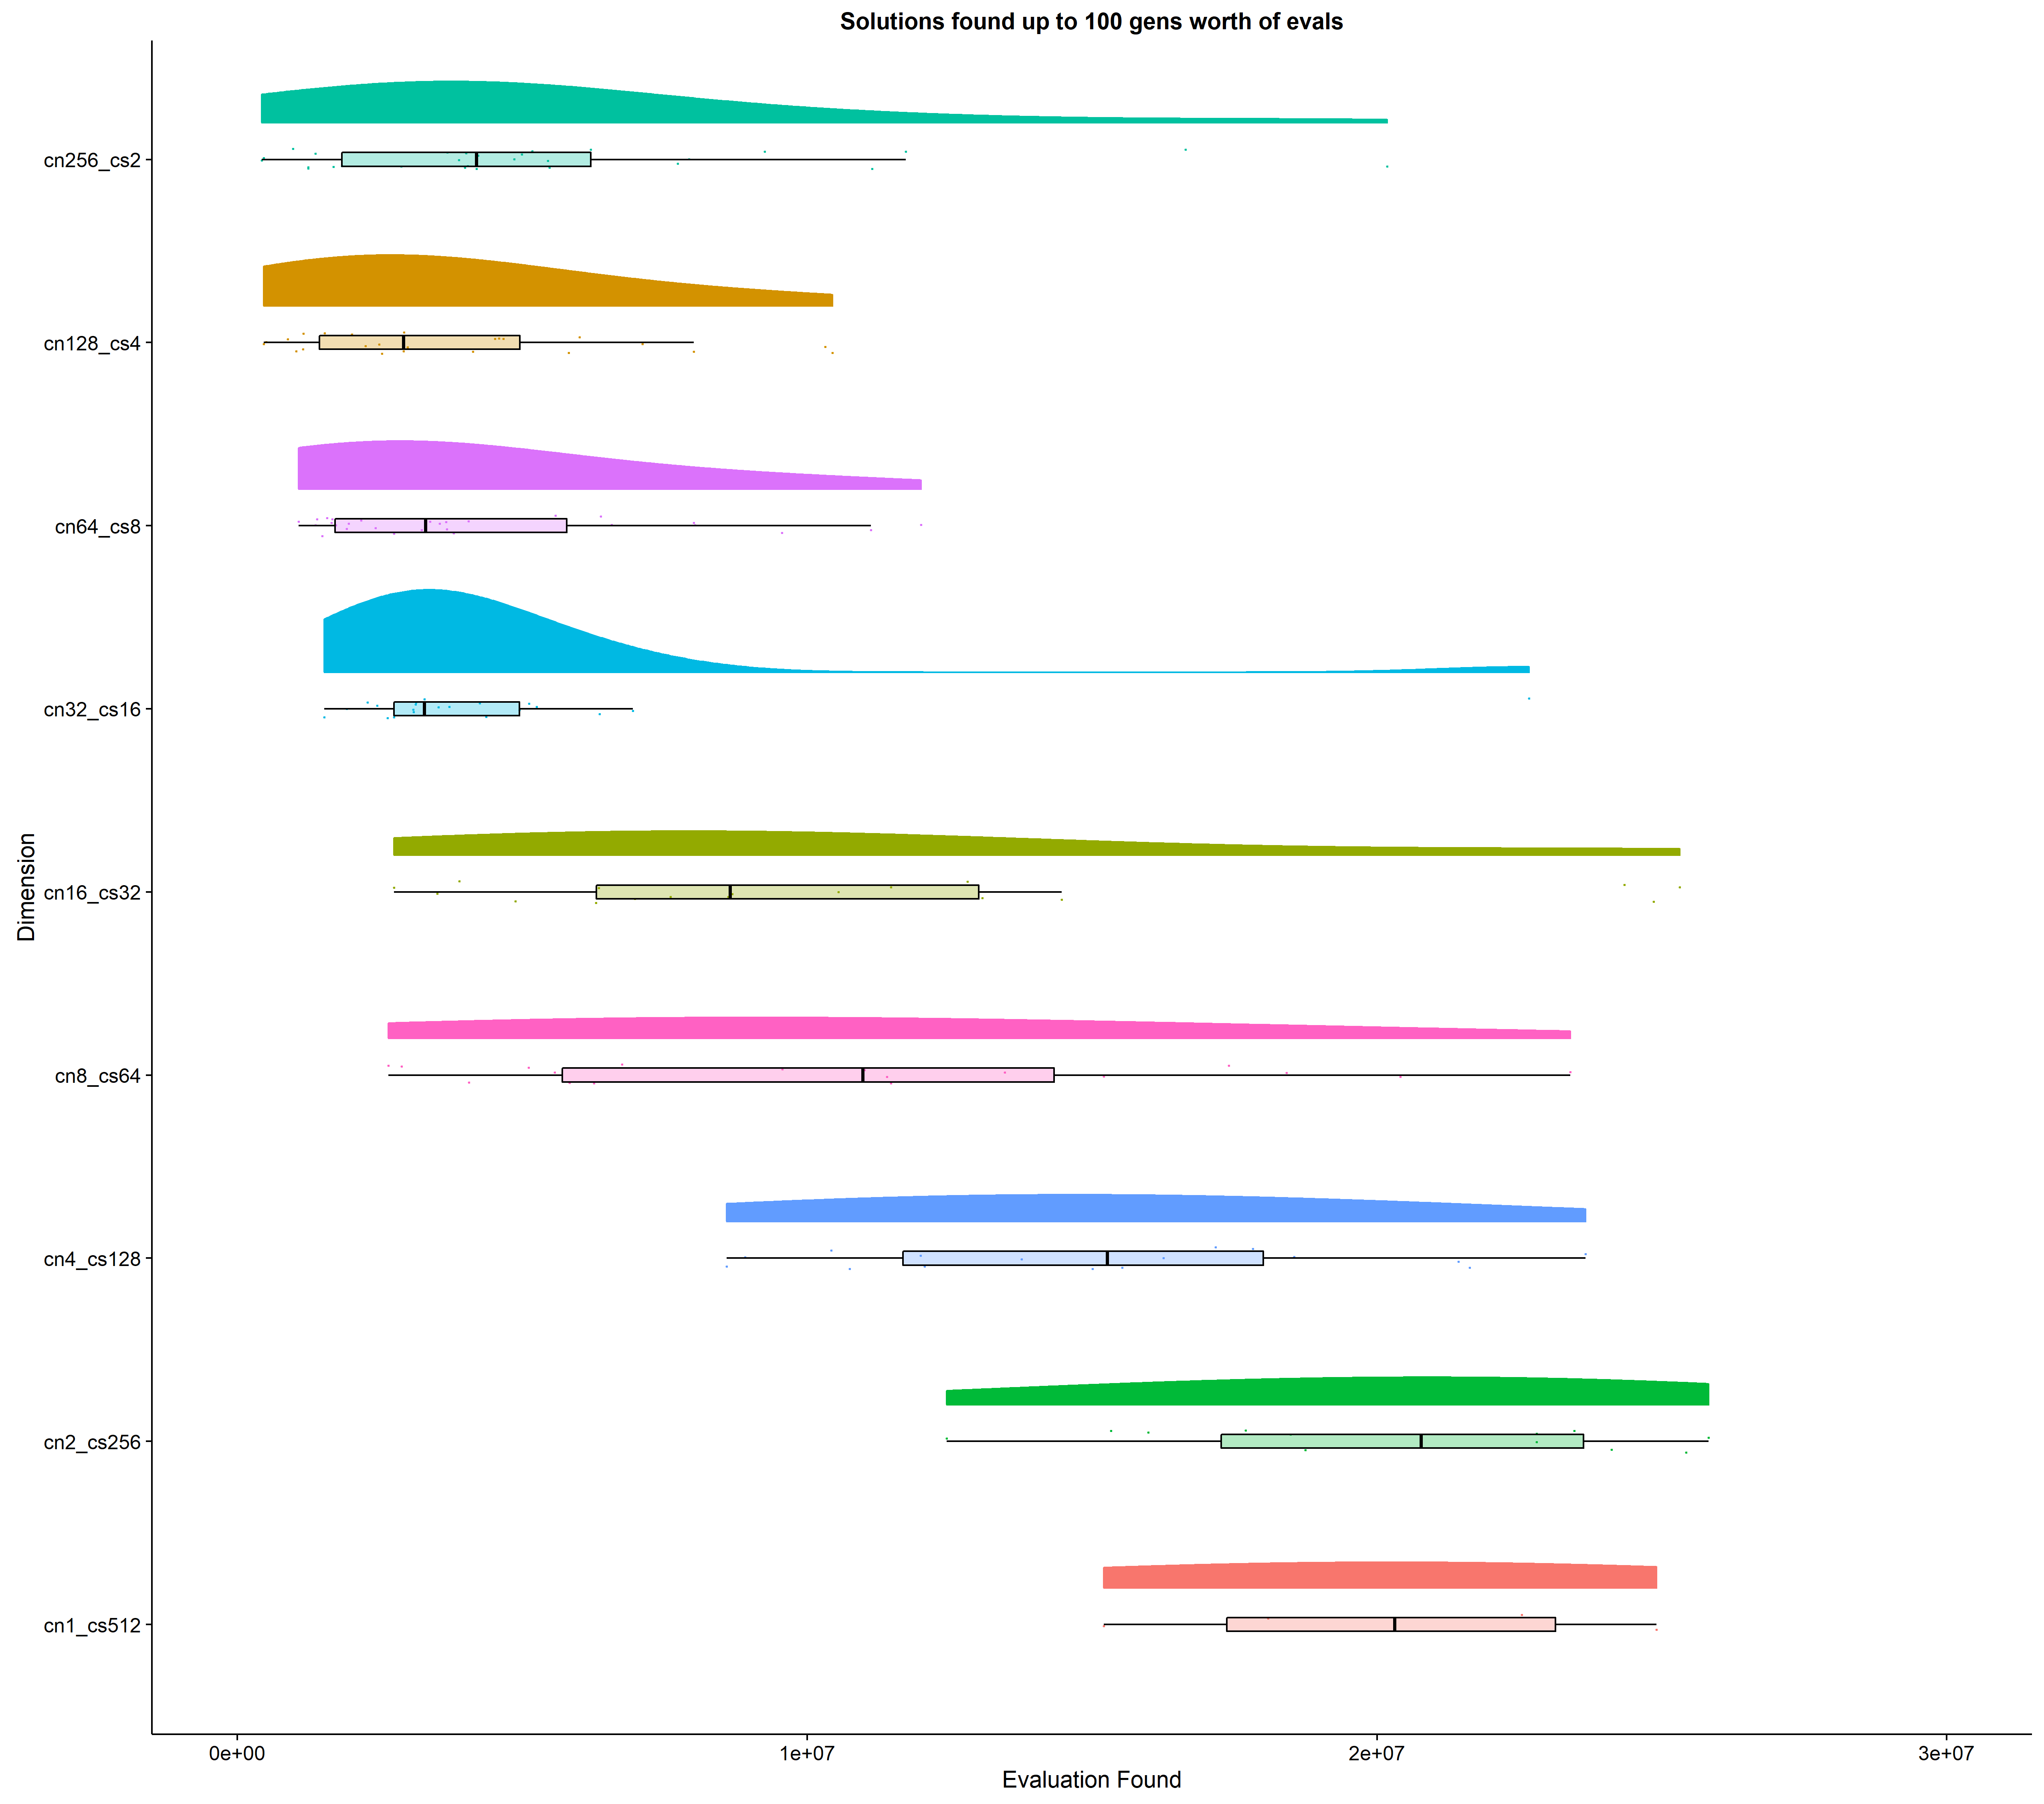 Solutions found up to 100 gens worth of evals
cn256_cs2
cn128_cs4
cn64_cs8
cn32_cs16
cn16_cs32
cn8_cs64
cn4_cs128
cn2_cs256
cn1_cs512
Dimension
0e+00 1e+07 2e+07 3e+07
Evaluation Found